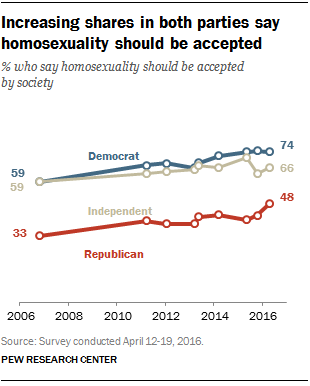 Increasing shares in both parties say
homosexuality should be accepted
% who say homosexuality should be accepted
by society
Democrat
74
59
59
66
Independent
48
33
Republican
2006 2008 2010 2012 2014 2016
Source: Survey conducted April 12-19, 2016.
PEW RESEARCH CENTER